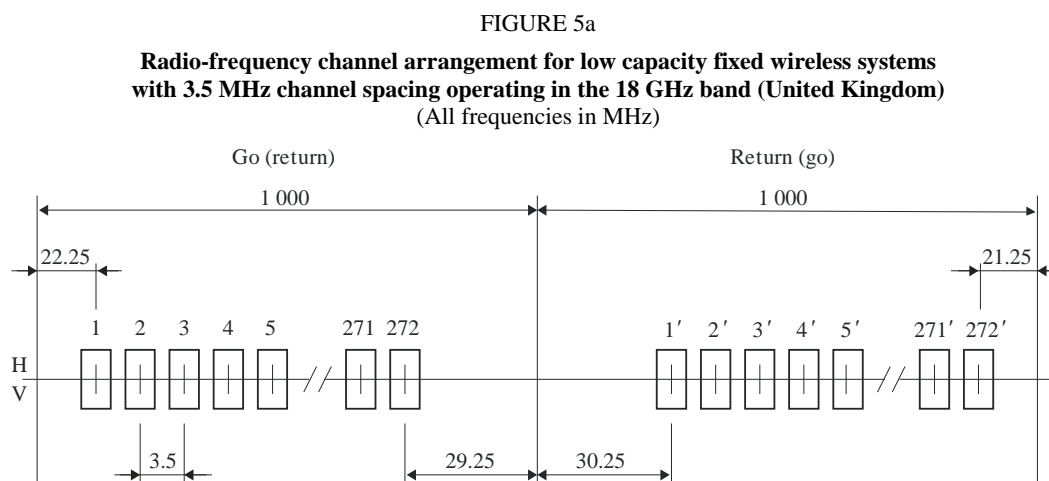 FIGURE 5a
Radio-frequency channel arrangement for low capacity fixed wireless systems
with 3.5 MHz channel spacing operating in the 18 GHz band (United Kingdom)
(All frequencies in MHz)
Go (return) Return (go)
1 000 1 000
22.25 21.25
1 2 3 4 5 271 272 1′ 2′ 3′ 4′ 5′ 271′ 272′
H
V
3.5 29.25 30.25